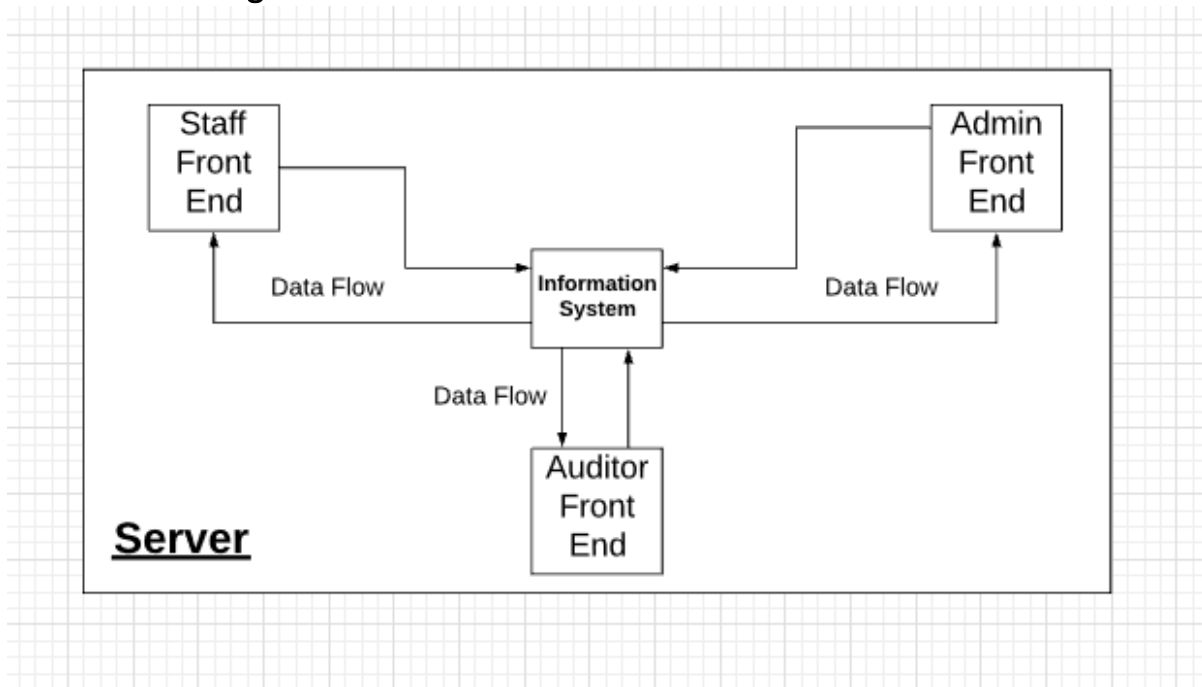 Staff
Front
End
Admin
Front
End
Data Flow
Information
System
Data Flow
Data Flow
Auditor
Front
End
Server